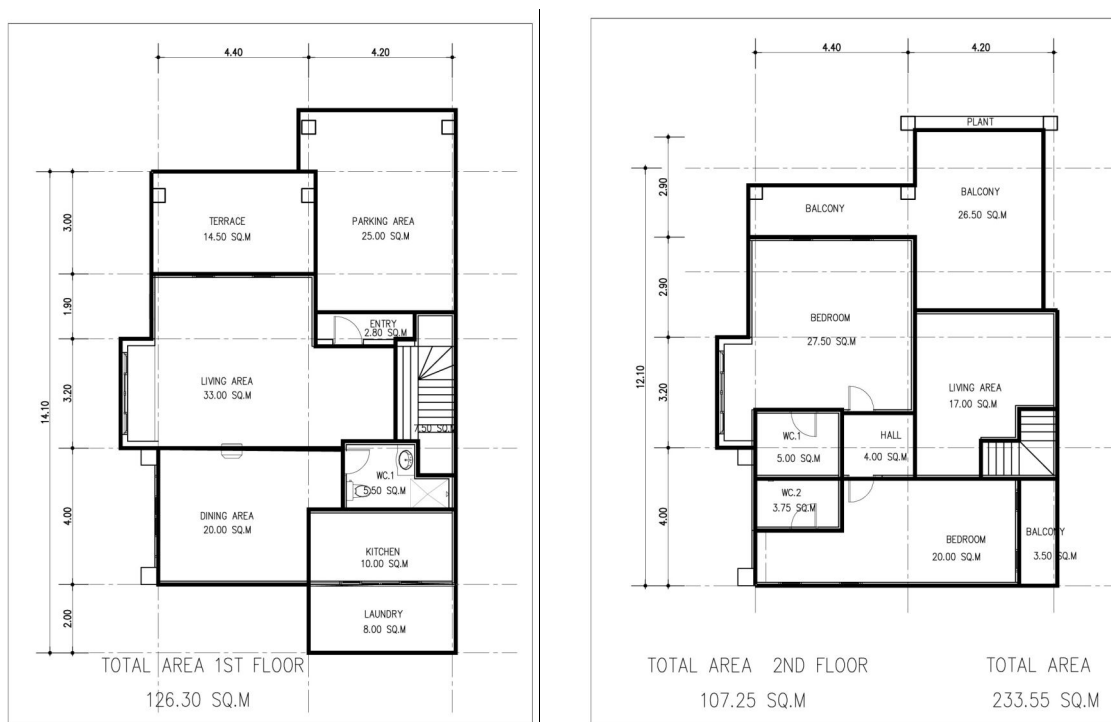 4.40
4.20
3.00
1.90
3.20
14.10
4.00
2.00
TERRACE
14.50 SQ.M
PARKING AREA
25.00 SQ.M
ENTRY
2.80 SQ.M
LIVING AREA
33.00 SQ.M
7.50 SQ.M
WC.1
5.50 SQ.M
DINING AREA
20.00 SQ.M
KITCHEN
10.00 SQ.M
LAUNDRY
8.00 SQ.M
TOTAL AREA 1ST FLOOR
126.30 SQ.M
4.40
4.20
PLANT
2.90
2.90
3.20
12.10
4.00
BALCONY
BALCONY
26.50 SQ.M
BEDROOM
27.50 SQ.M
LIVING AREA
17.00 SQ.M
WC.1
5.00 SQ.M
HALL
4.00 SQ.M
WC.2
3.75 SQ.M
BEDROOM
20.00 SQ.M
BALCONY
3.50 SQ.M
TOTAL AREA 2ND FLOOR
107.25 SQ.M
TOTAL AREA
233.55 SQ.M